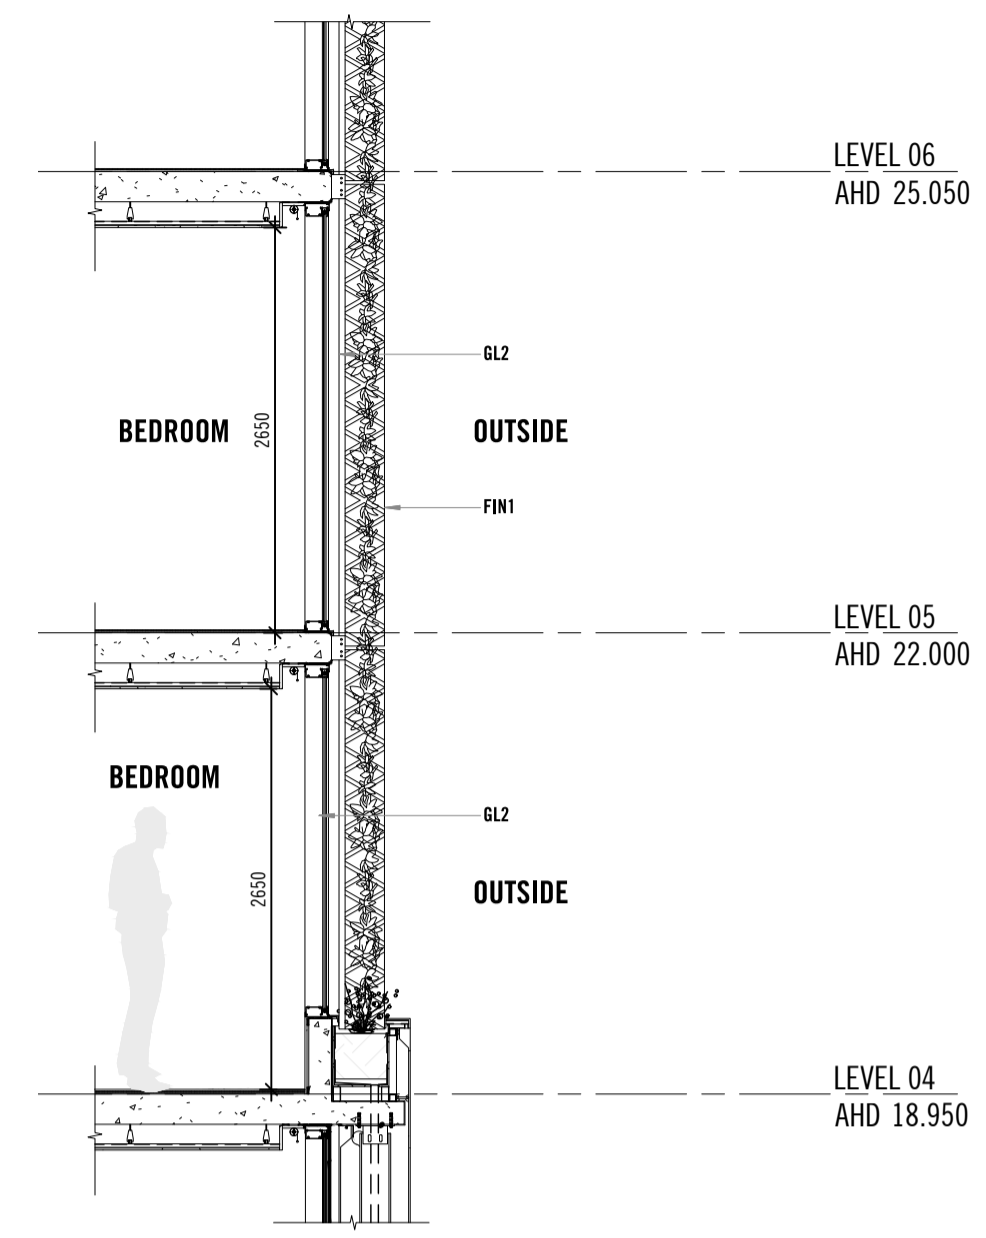 LEVEL 06
AHD 25.050
GL2
BEDROOM
2650
OUTSIDE
FIN1
LEVEL 05
AHD 22.000
BEDROOM
GL2
2650
OUTSIDE
LEVEL 04
AHD 18.950